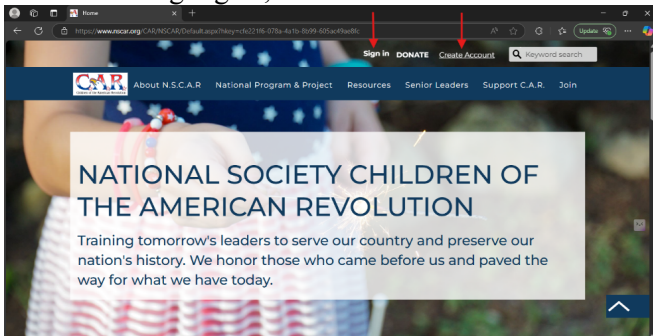 Home
https://www.nscar.org/CAR/NSCAR/Default.aspx?hkey=cfe221f6-078a-4a1b-8b99-605ac49ae8fc
Update
Sign in DONATE Create Account Keyword search
C.A.R. About N.S.C.A.R National Program & Project Resources Senior Leaders Support C.A.R. Join
NATIONAL SOCIETY CHILDREN OF
THE AMERICAN REVOLUTION
Training tomorrow's leaders to serve our country and preserve our
nation's history. We honor those who came before us and paved the
way for what we have today.